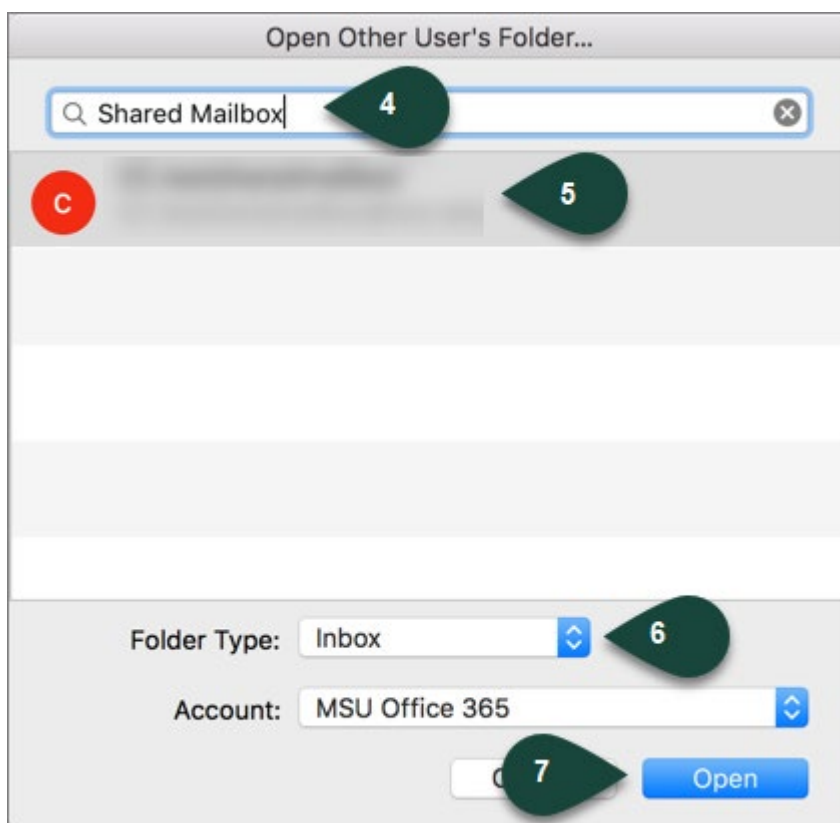 Open Other User's Folder...
Shared Mailbox 4
C 5
Folder Type: Inbox 6
Account: MSU Office 365
7 Open